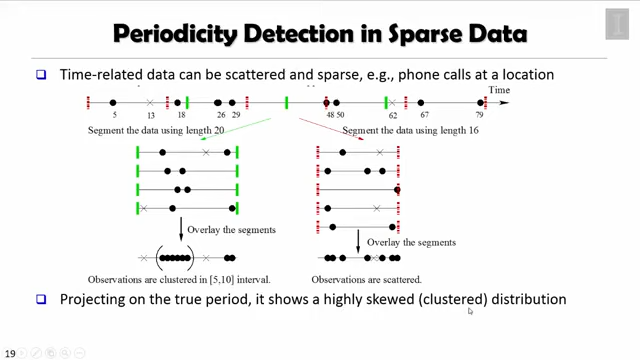 Periodicity Detection in Sparse Data
Time-related data can be scattered and sparse, e.g., phone calls at a location
Time
5 13 18 26 29 48 50 62 67 79
Segment the data using length 20
Segment the data using length 16
Overlay the segments
Overlay the segments
Observations are clustered in [5,10] interval.
Observations are scattered.
Projecting on the true period, it shows a highly skewed (clustered) distribution
19